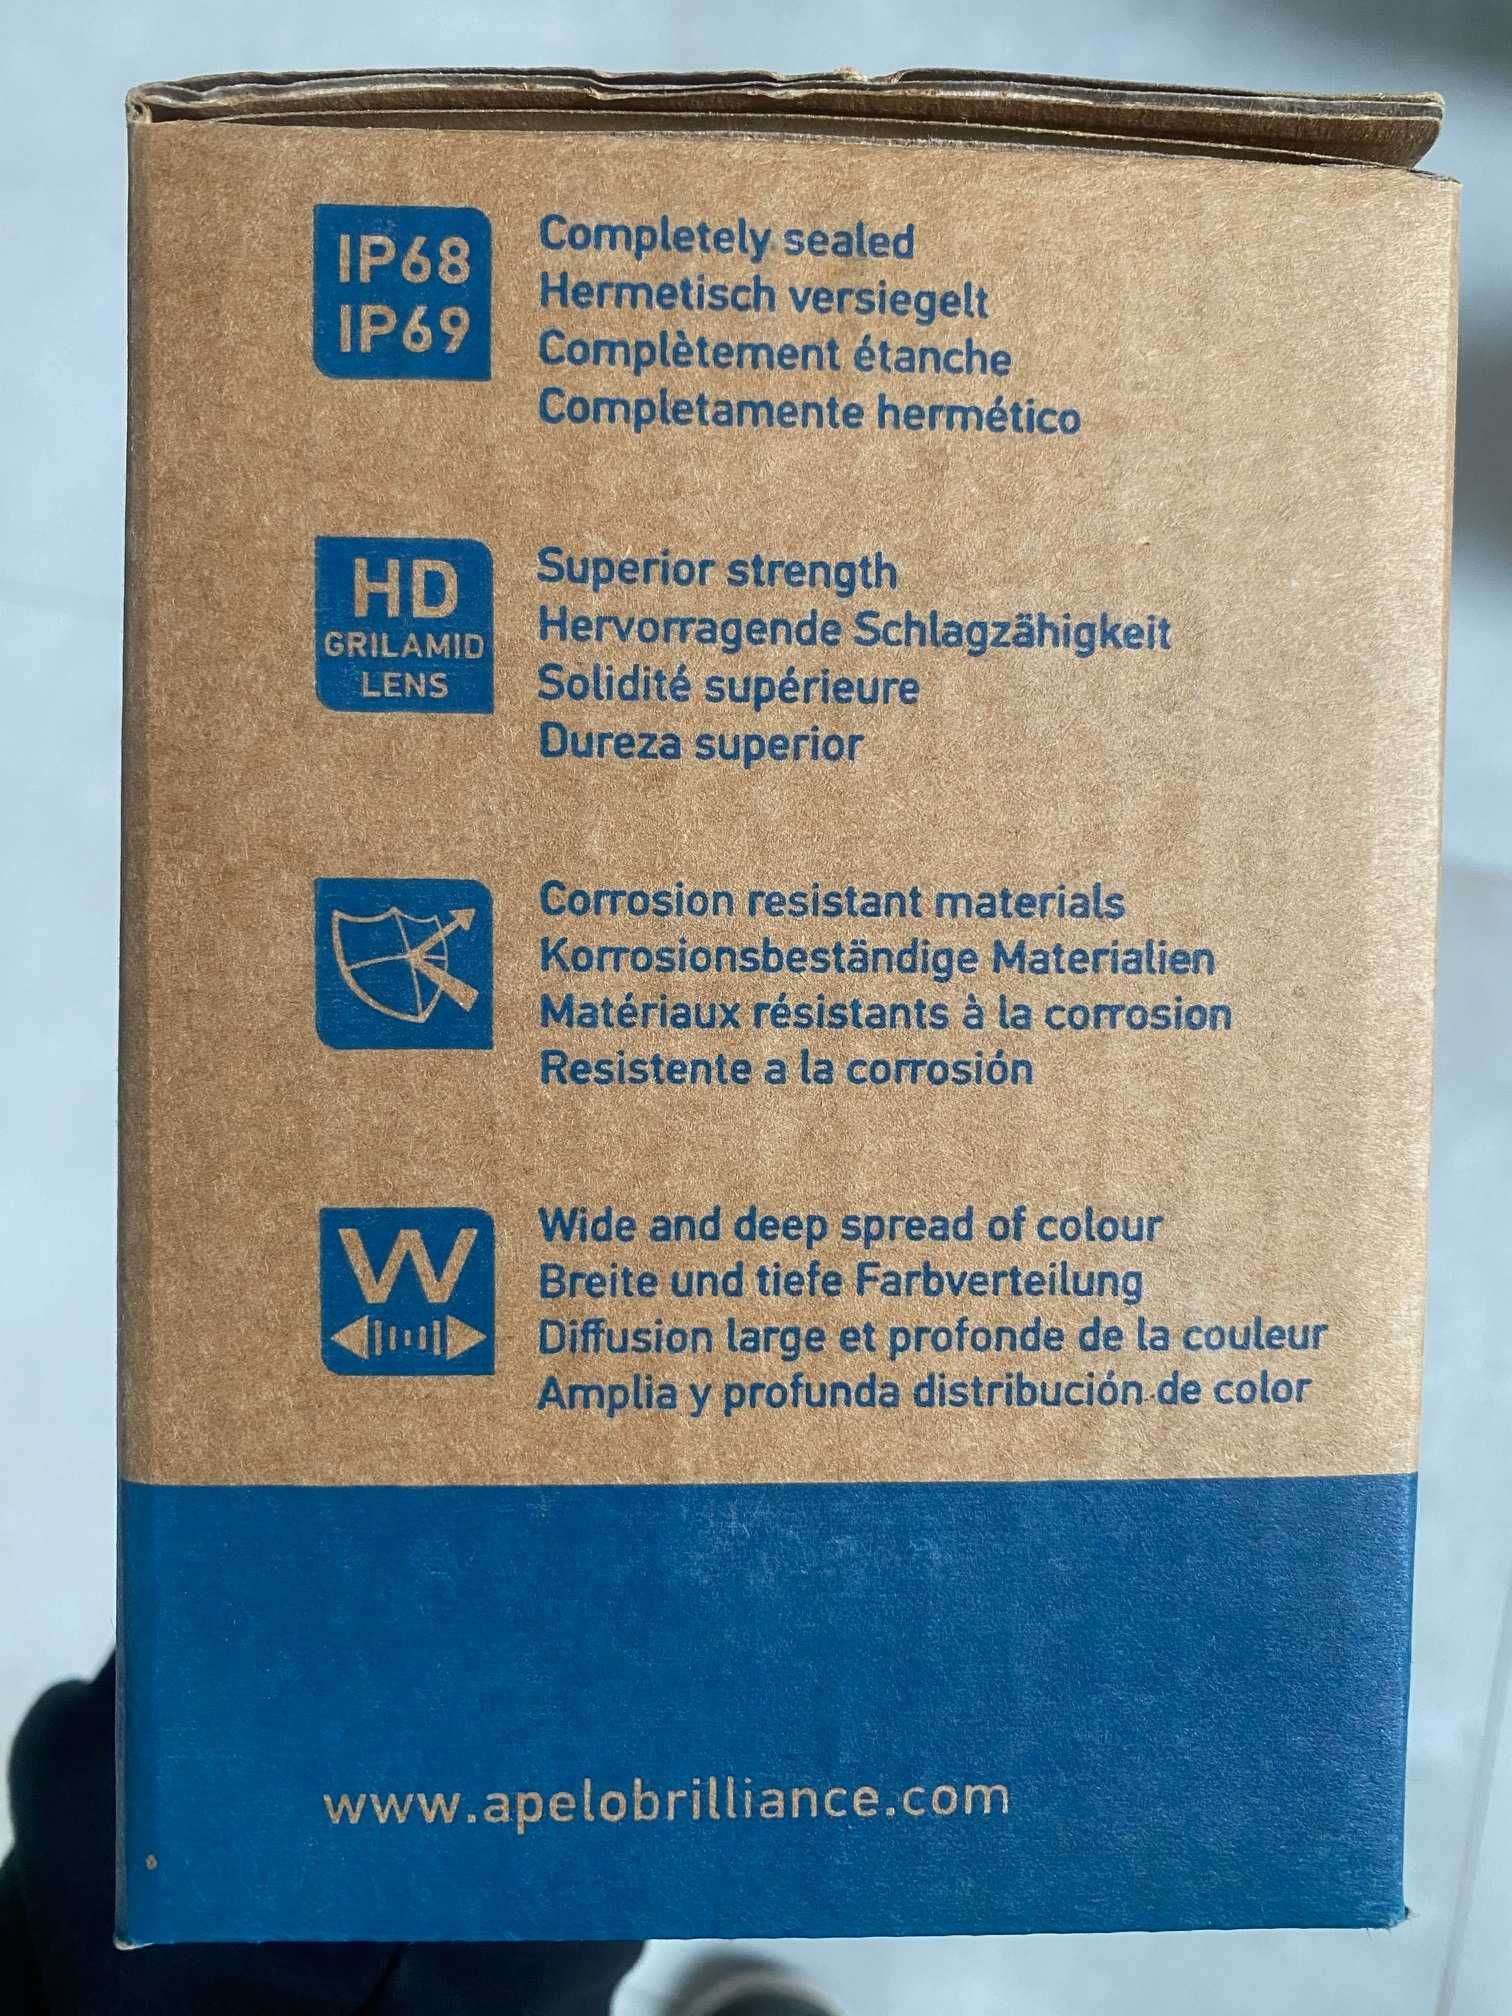 IP68
IP69
Completely sealed
Hermetisch versiegelt
Complètement étanche
Completamente hermético
HD
GRILAMID
LENS
Superior strength
Hervorragende Schlagzähigkeit
Solidité supérieure
Dureza superior
Corrosion resistant materials
Korrosionsbeständige Materialien
Matériaux résistants à la corrosion
Resistente a la corrosión
W
Wide and deep spread of colour
Breite und tiefe Farbverteilung
Diffusion large et profonde de la couleur
Amplia y profunda distribución de color
www.apelobrilliance.com